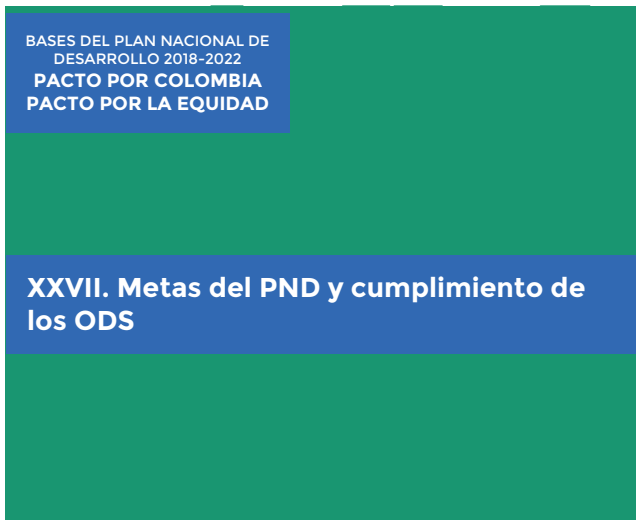 BASES DEL PLAN NACIONAL DE
DESARROLLO 2018-2022
PACTO POR COLOMBIA
PACTO POR LA EQUIDAD
XXVII. Metas del PND y cumplimiento de
los ODS